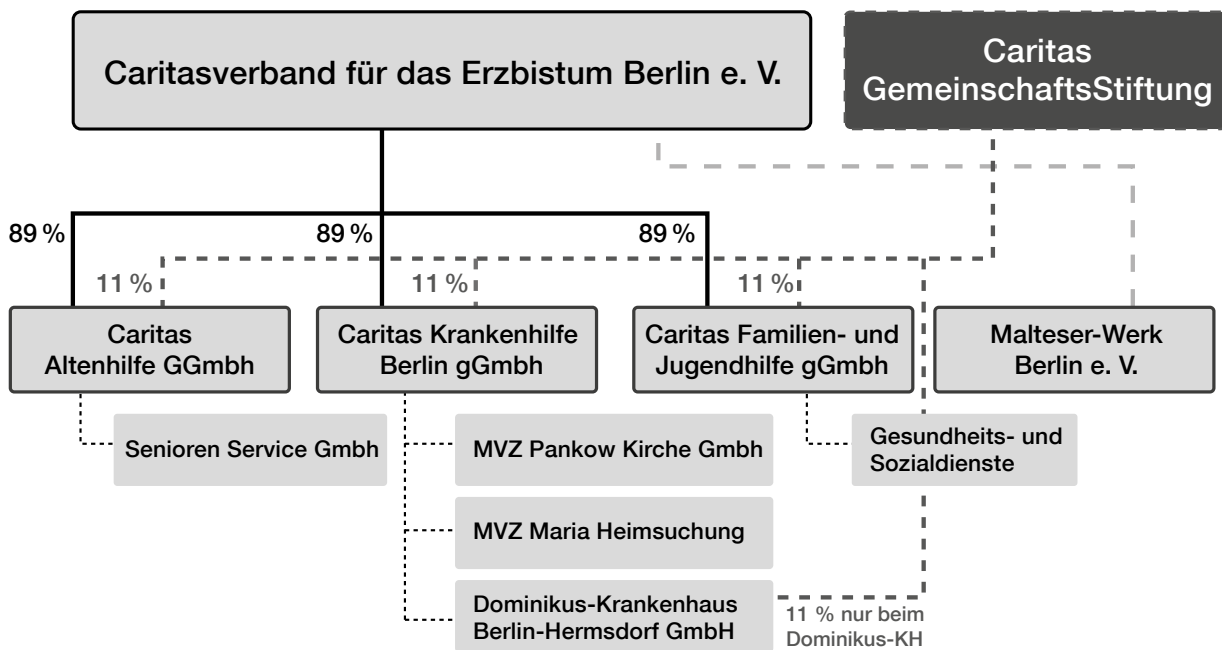 Caritasverband für das Erzbistum Berlin e. V.
Caritas
GemeinschaftsStiftung
89 %
89 %
89 %
11 %
11 %
11 %
Caritas
Altenhilfe GGmbh
Caritas Krankenhilfe
Berlin gGmbh
Caritas Familien- und
Jugendhilfe gGmbh
Malteser-Werk
Berlin e. V.
Senioren Service Gmbh
MVZ Pankow Kirche Gmbh
Gesundheits- und
Sozialdienste
MVZ Maria Heimsuchung
Dominikus-Krankenhaus
Berlin-Hermsdorf GmbH
11 % nur beim
Dominikus-KH